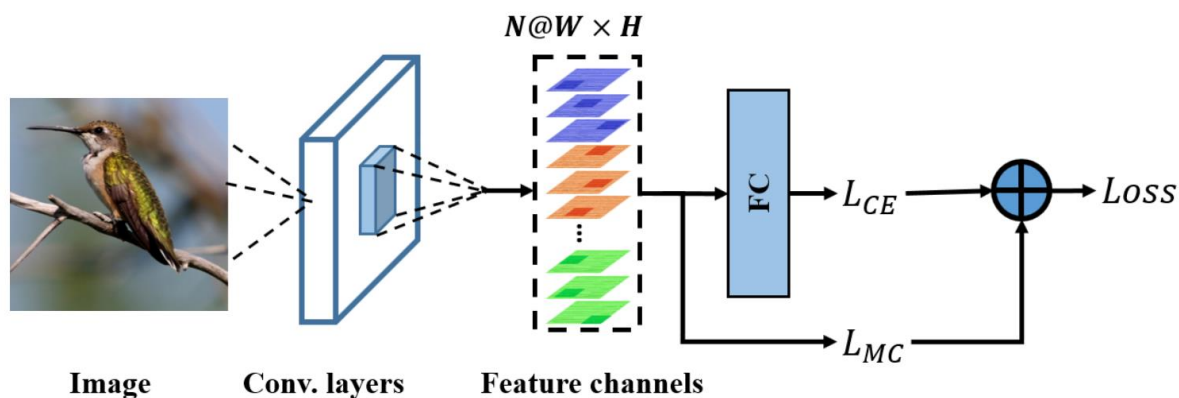 N@W × H
FC
L_CE
Loss
L_MC
Image
Conv. layers
Feature channels